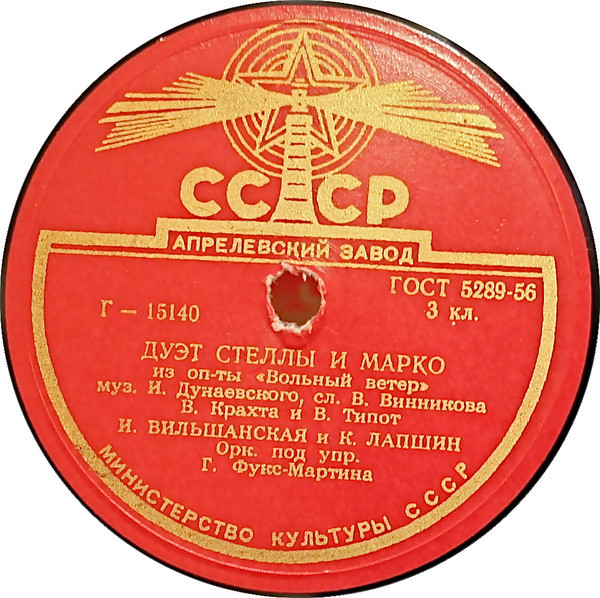 СССР
АПРЕЛЕВСКИЙ ЗАВОД
ГОСТ 5289-56
Г — 15140
3 кл.
ДУЭТ СТЕЛЛЫ И МАРКО
из оп-ты «Вольный ветер»
муз. И. Дунаевского, сл. В. Винникова
В. Крахта и В. Типот
И. ВИЛЬШАНСКАЯ и К. ЛАПШИН
Орк. под упр.
Г. Фукс-Мартина
МИНИСТЕРСТВО КУЛЬТУРЫ СССР